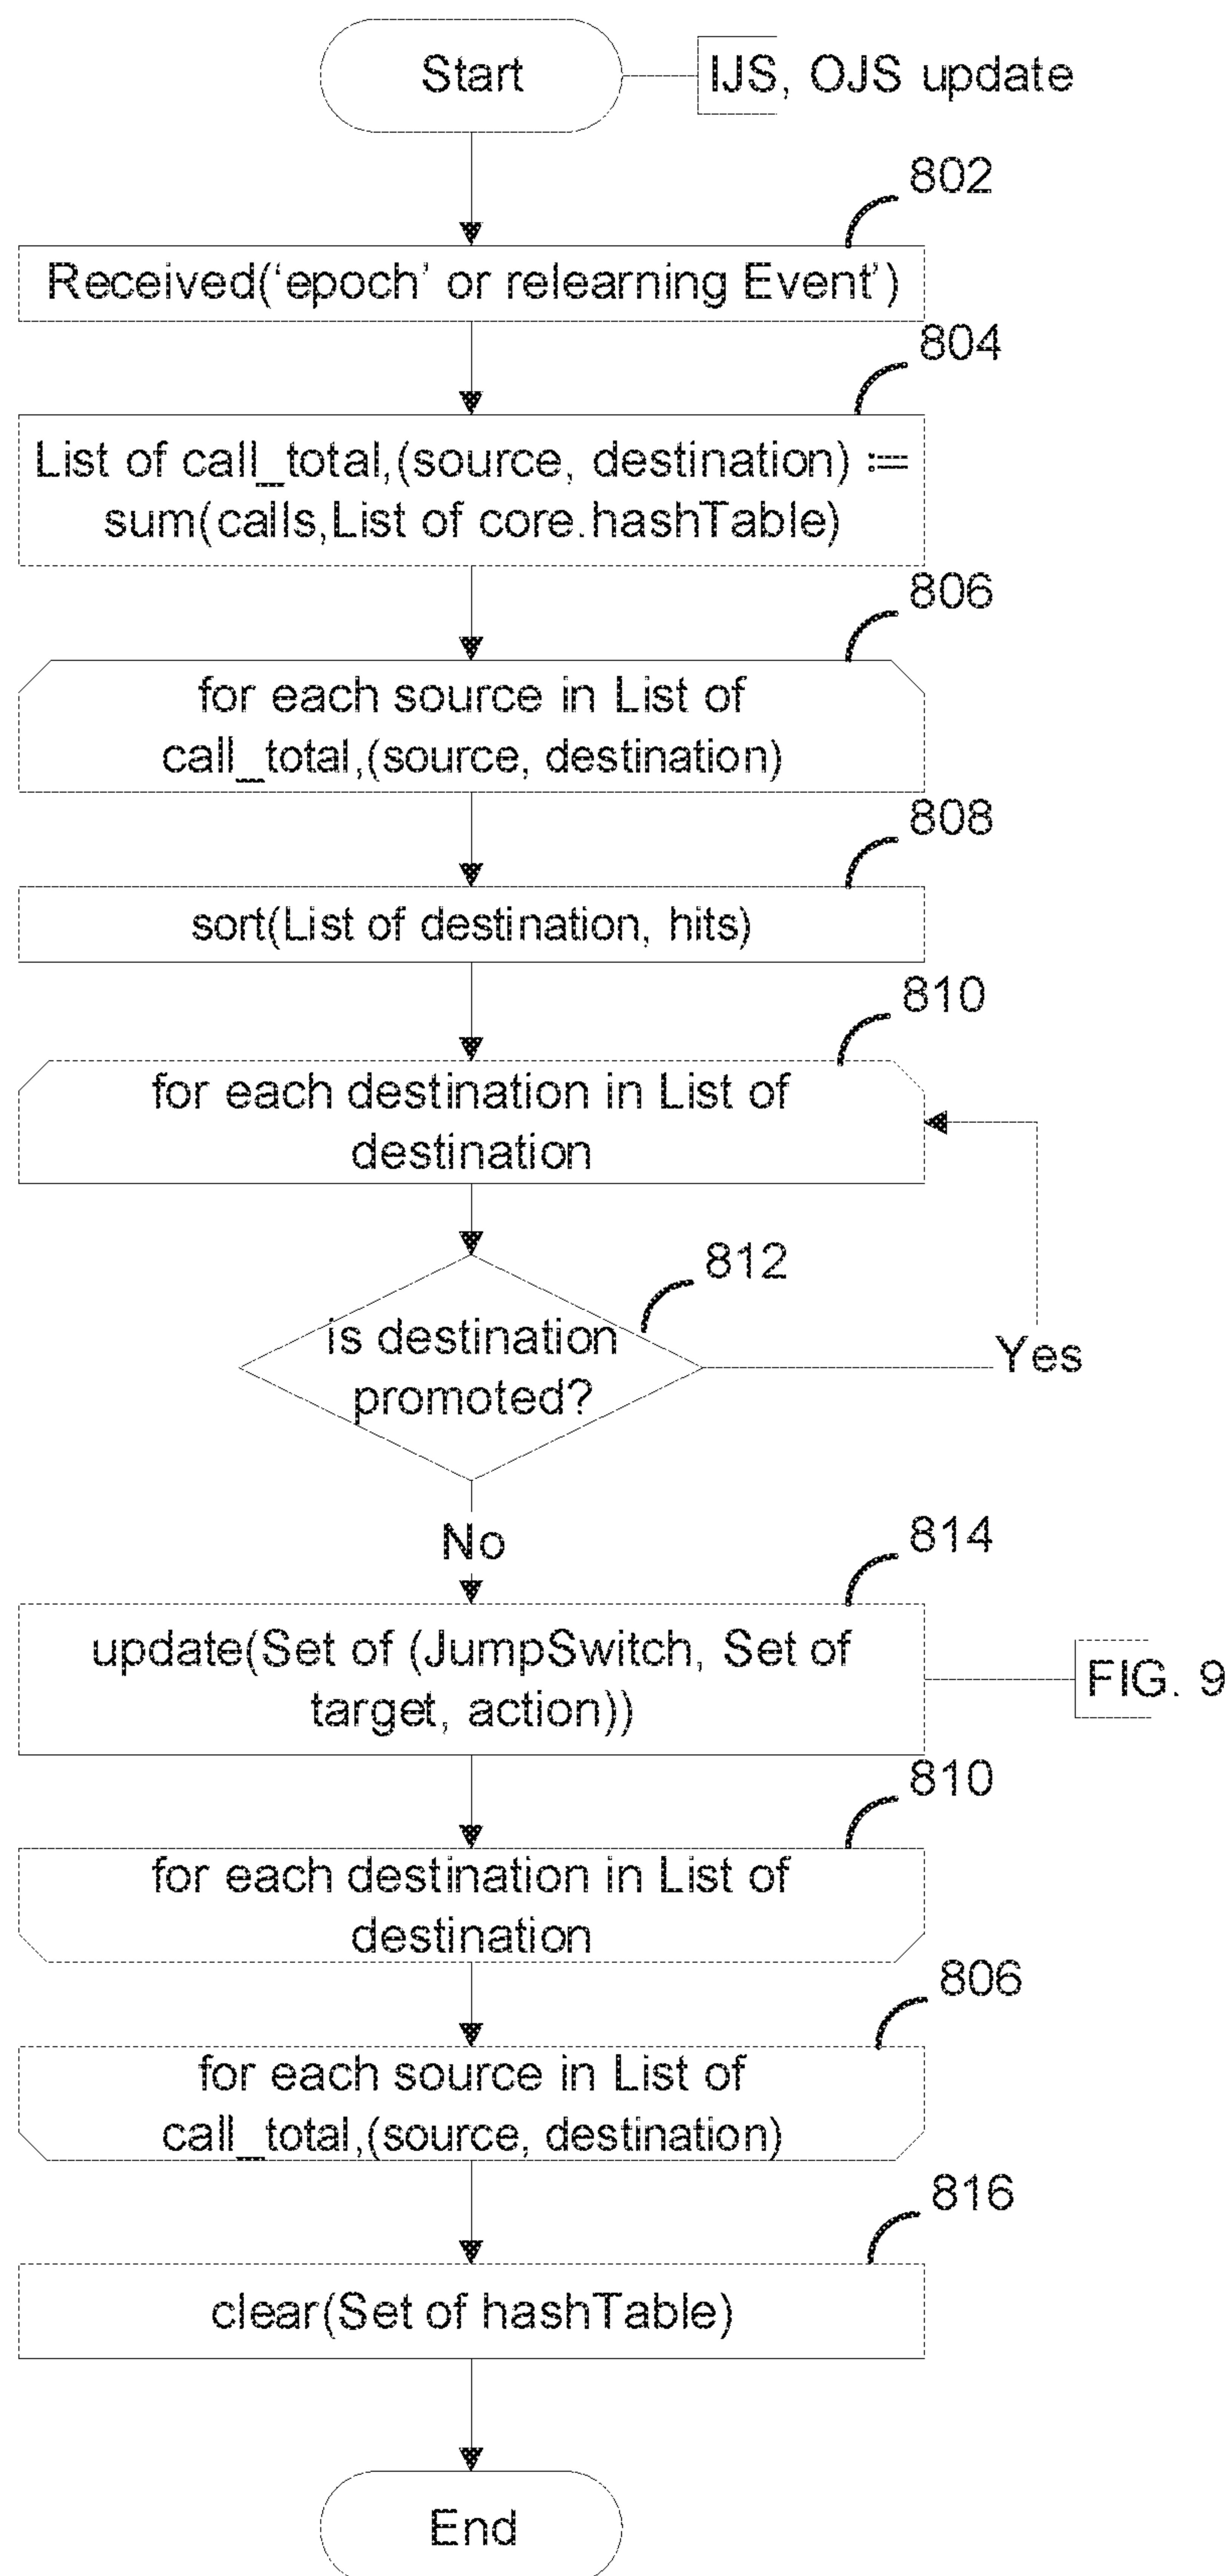 Start
IJS, OJS update
802
Received(‘epoch’ or relearning Event’)
804
List of call_total,(source, destination) :=
sum(calls,List of core.hashTable)
806
for each source in List of
call_total,(source, destination)
808
sort(List of destination, hits)
810
for each destination in List of
destination
812
is destination
promoted?
Yes
No
814
update(Set of (JumpSwitch, Set of
target, action))
FIG. 9
810
for each destination in List of
destination
806
for each source in List of
call_total,(source, destination)
816
clear(Set of hashTable)
End